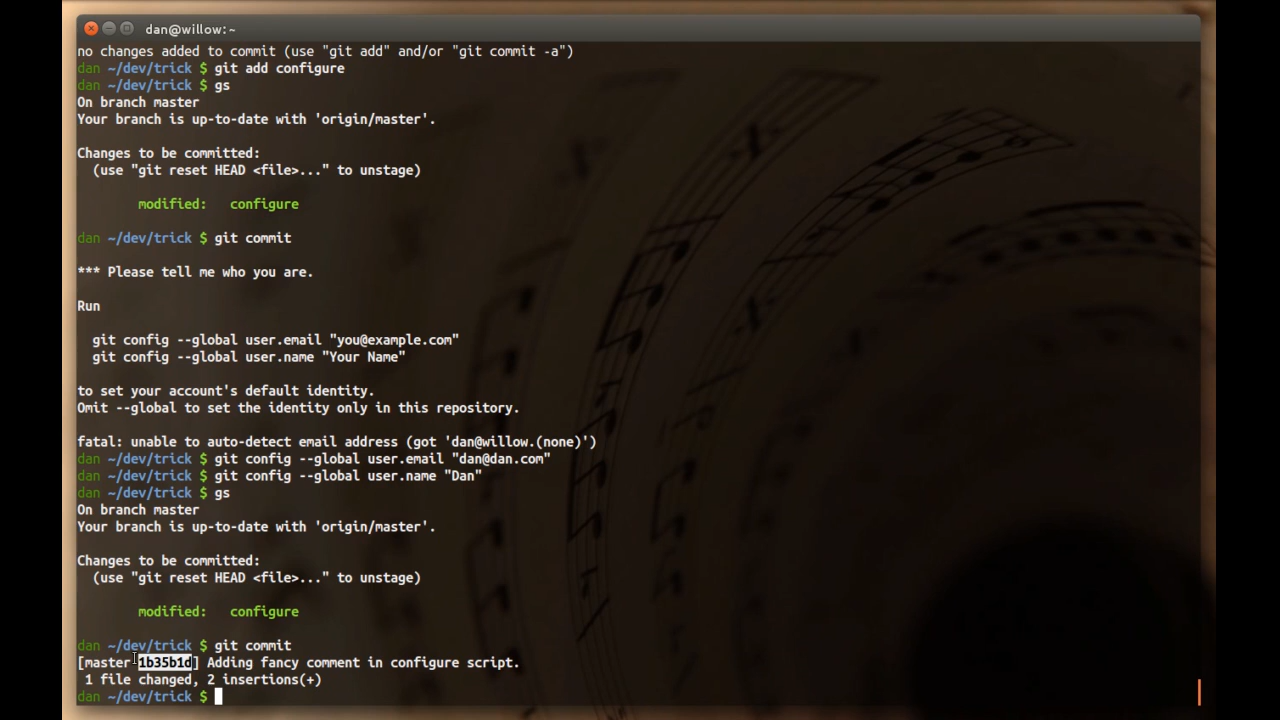 dan@willow: ~
no changes added to commit (use "git add" and/or "git commit -a")
dan ~/dev/trick $ git add configure
dan ~/dev/trick $ gs
On branch master
Your branch is up-to-date with 'origin/master'.
Changes to be committed:
(use "git reset HEAD <file>..." to unstage)
modified: configure
dan ~/dev/trick $ git commit
*** Please tell me who you are.
Run
git config --global user.email "you@example.com"
git config --global user.name "Your Name"
to set your account's default identity.
Omit --global to set the identity only in this repository.
fatal: unable to auto-detect email address (got 'dan@willow.(none)')
dan ~/dev/trick $ git config --global user.email "dan@dan.com"
dan ~/dev/trick $ git config --global user.name "Dan"
dan ~/dev/trick $ gs
On branch master
Your branch is up-to-date with 'origin/master'.
Changes to be committed:
(use "git reset HEAD <file>..." to unstage)
modified: configure
dan ~/dev/trick $ git commit
[master 1b35b1d] Adding fancy comment in configure script.
1 file changed, 2 insertions(+)
dan ~/dev/trick $